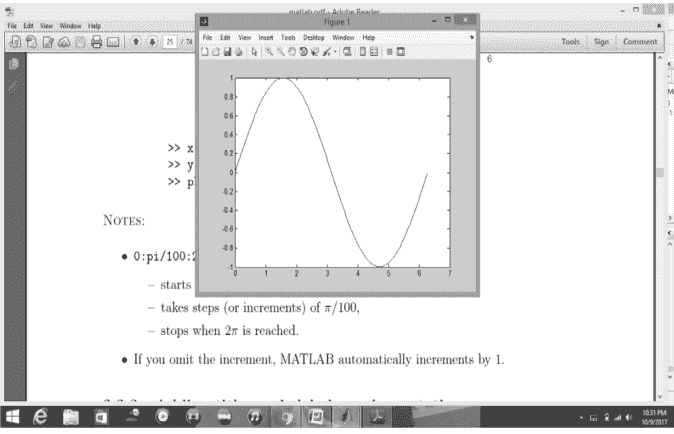 matlab.pdf - Adobe Reader
File Edit View Window Help
25 / 74
Tools Sign Comment
Figure 1
File Edit View Insert Tools Desktop Window Help
6
1
0.8
0.6
0.4
0.2
0
-0.2
-0.4
-0.6
-0.8
-1
0 1 2 3 4 5 6 7
>> x
>> y
>> p
NOTES:
• 0:pi/100:2
– starts
– takes steps (or increments) of π/100,
– stops when 2π is reached.
• If you omit the increment, MATLAB automatically increments by 1.
10:31 PM
10/9/2017